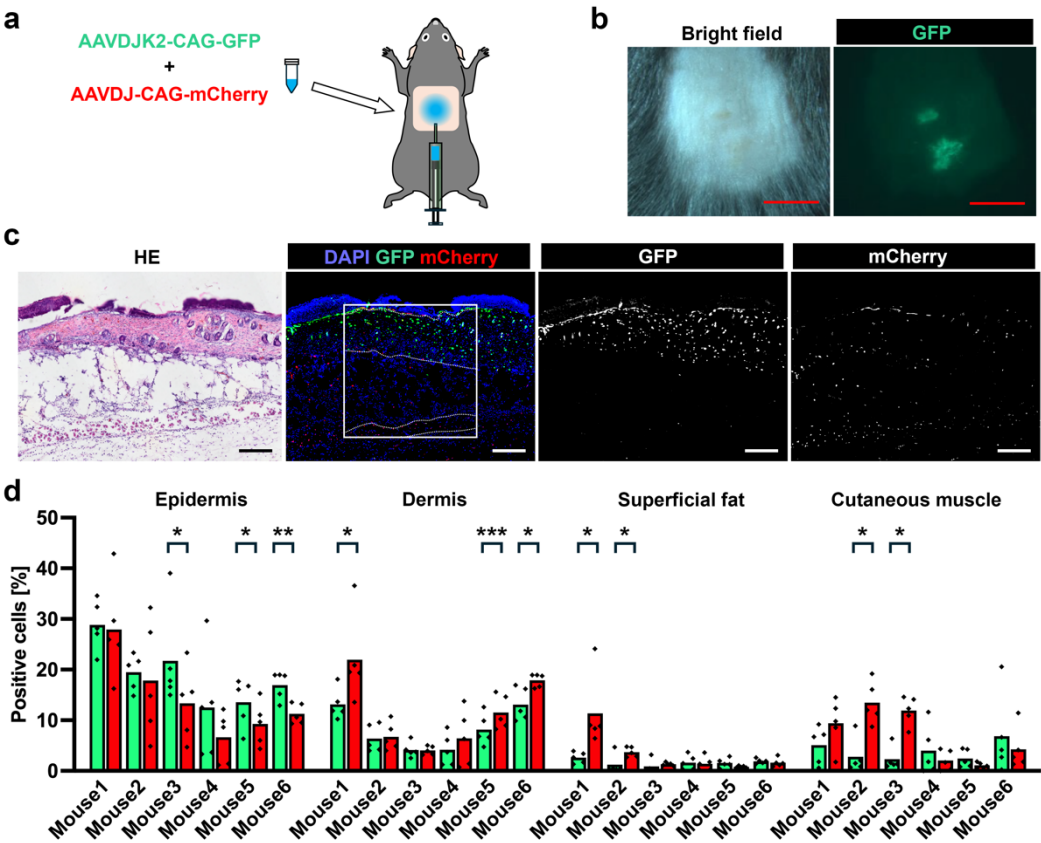 a
AAVDJK2-CAG-GFP
+
AAVDJ-CAG-mCherry
b
Bright field
GFP
c
HE
DAPI GFP mCherry
GFP
mCherry
d
Epidermis
Dermis
Superficial fat
Cutaneous muscle
Positive cells [%]
50
40
30
20
10
0
* * ** * *** * * * * *
Mouse1 Mouse2 Mouse3 Mouse4 Mouse5 Mouse6 Mouse1 Mouse2 Mouse3 Mouse4 Mouse5 Mouse6 Mouse1 Mouse2 Mouse3 Mouse4 Mouse5 Mouse6 Mouse1 Mouse2 Mouse3 Mouse4 Mouse5 Mouse6